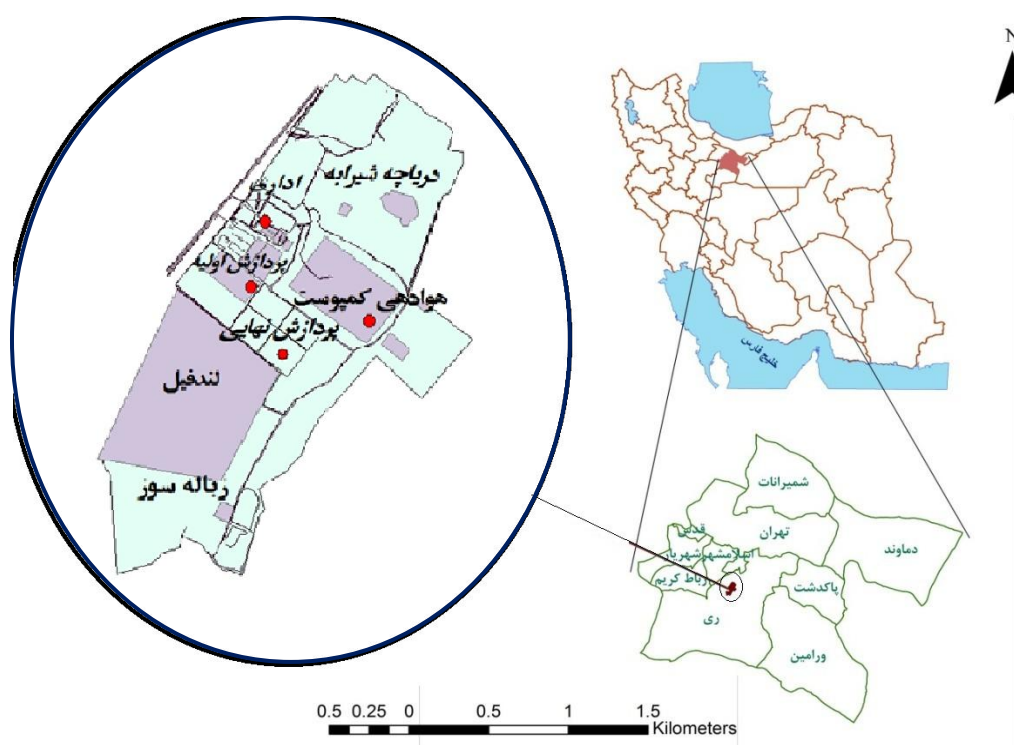 N
دریاچه شیرابه
اداری
پردازش اولیه
هوادهی کمپوست
پردازش نهایی
لندفیل
زباله سوز
خلیج فارس
شمیرانات
تهران
قدس
دماوند
اسلامشهر
شهریار
رباط کریم
پاکدشت
ری
ورامین
0.5 0.25 0 0.5 1 1.5
Kilometers